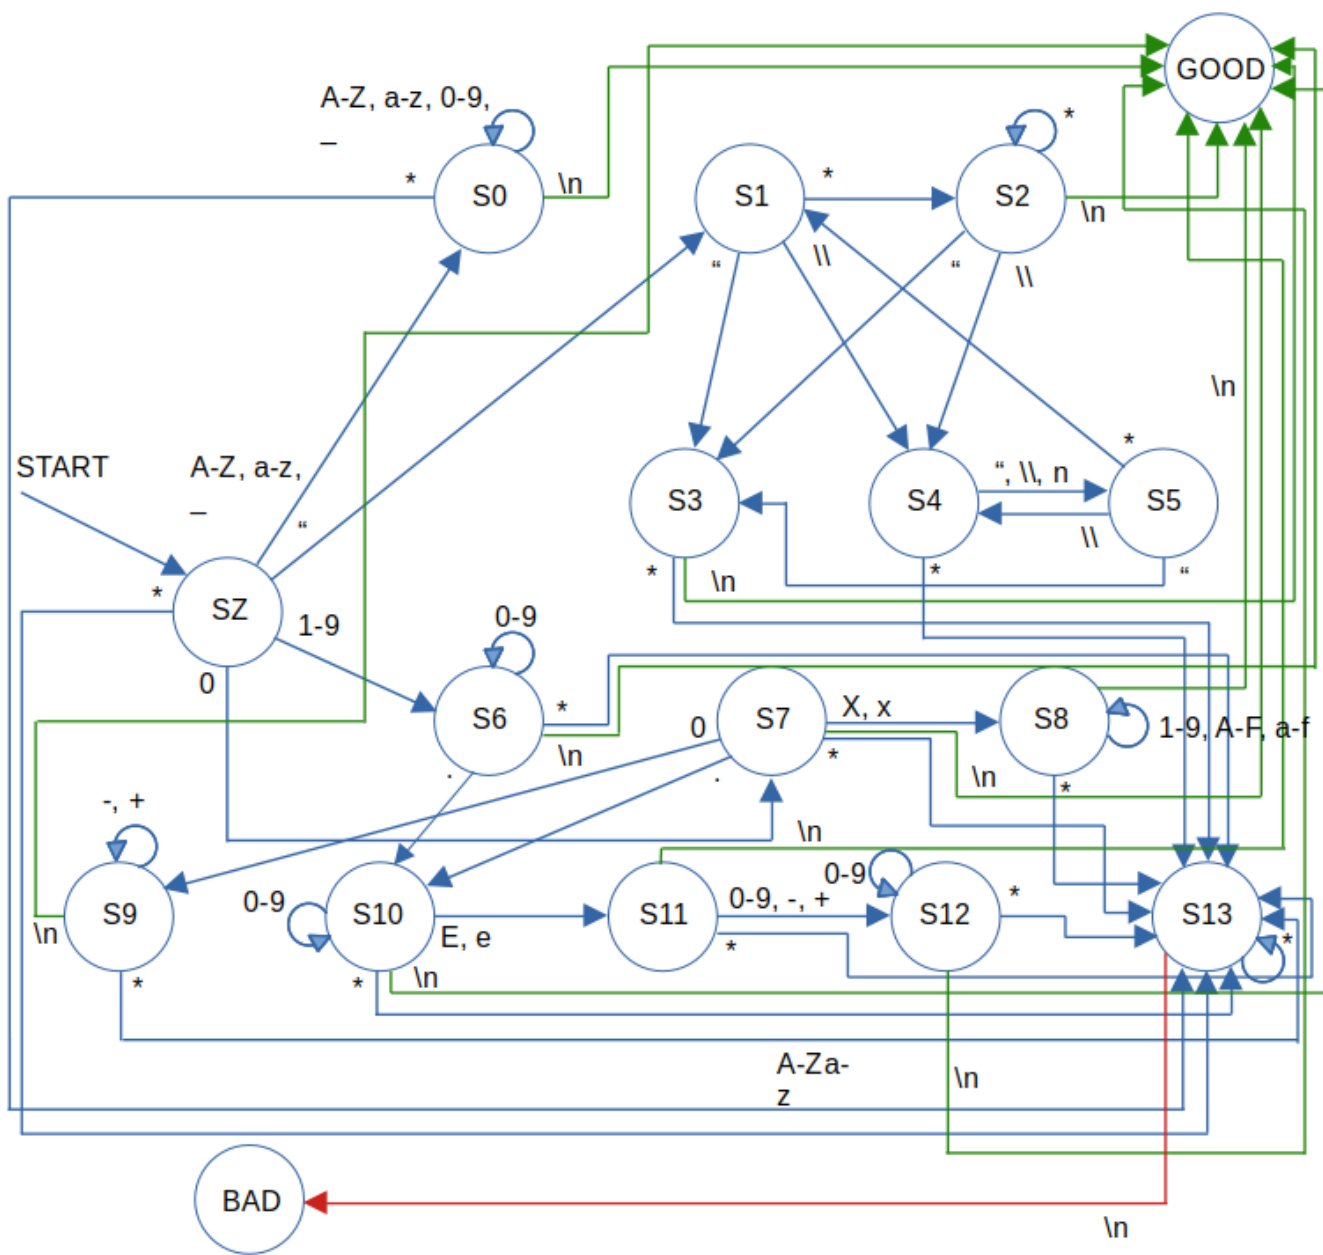 GOOD
A-Z, a-z, 0-9,
_
*
*
*
S0
\n
S1
S2
\n
“
\\
“
\\
\n
START
A-Z, a-z,
_
“
*
“, \\, n
S3
S4
S5
\\
*
\n
*
“
*
SZ
1-9
0-9
0
S6
*
\n
.
0
S7
X, x
*
.
S8
1-9, A-F, a-f
\n
*
-, +
\n
0-9
0-9
S9
S10
S11
0-9, -, +
S12
*
S13
*
\n
E, e
*
*
*
\n
A-Za-
z
\n
BAD
\n